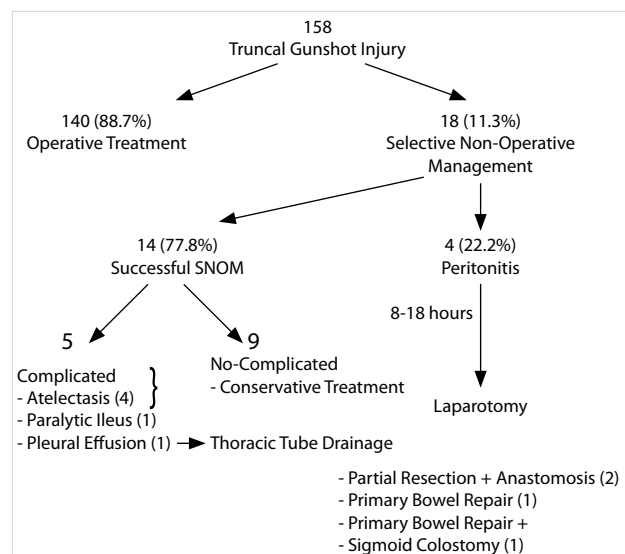 158
Truncal Gunshot Injury
140 (88.7%)
Operative Treatment
18 (11.3%)
Selective Non-Operative
Management
14 (77.8%)
Successful SNOM
4 (22.2%)
Peritonitis
8-18 hours
5
Complicated
- Atelectasis (4)
- Paralytic Ileus (1)
- Pleural Effusion (1)
Thoracic Tube Drainage
9
No-Complicated
- Conservative Treatment
Laparotomy
- Partial Resection + Anastomosis (2)
- Primary Bowel Repair (1)
- Primary Bowel Repair +
- Sigmoid Colostomy (1)